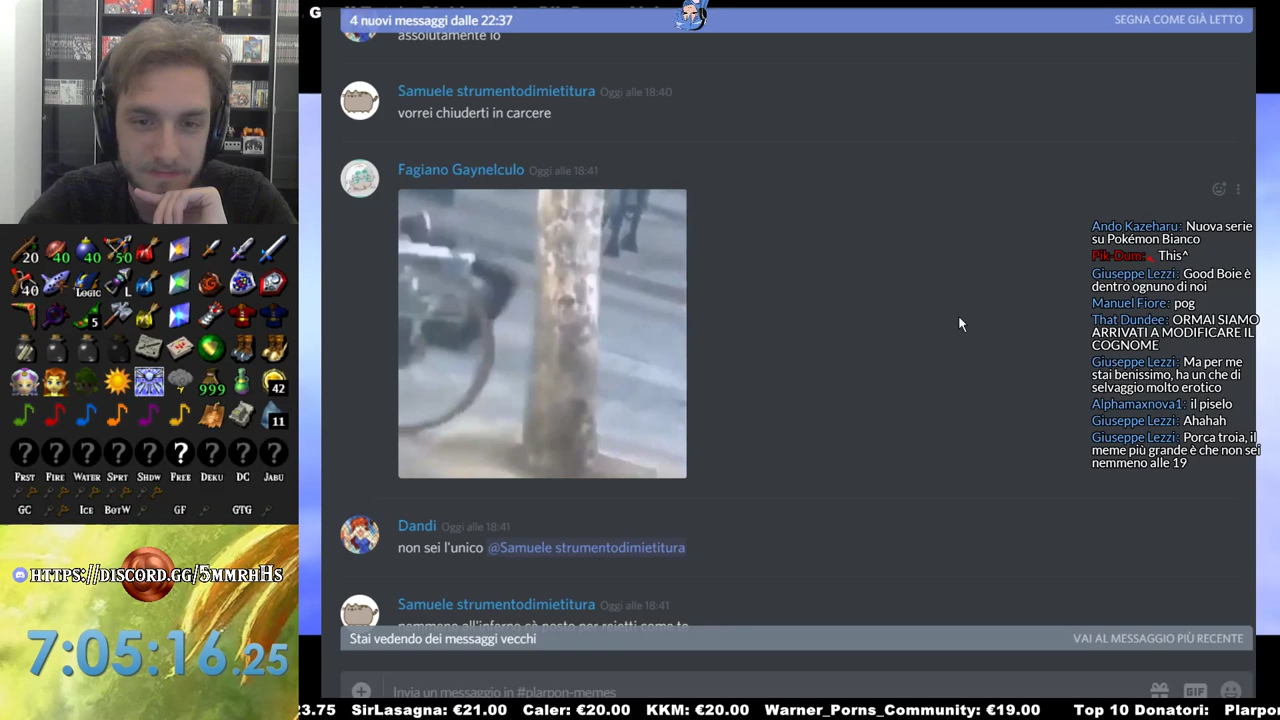 4 nuovi messaggi dalle 22:37
SEGNA COME GIÀ LETTO
assolutamente io
Samuele strumentodimietitura Oggi alle 18:40
vorrei chiuderti in carcere
Fagiano Gaynelculo Oggi alle 18:41
Dandi Oggi alle 18:41
non sei l'unico @Samuele strumentodimietitura
Samuele strumentodimietitura Oggi alle 18:41
Stai vedendo dei messaggi vecchi
VAI AL MESSAGGIO PIÙ RECENTE
Invia un messaggio in #plarpon-memes
GIF
Ando Kazeharu: Nuova serie
su Pokémon Bianco
Pik-Dum: This^
Giuseppe Lezzi: Good Boie è
dentro ognuno di noi
Manuel Fiore: pog
That Dundee: ORMAI SIAMO
ARRIVATI A MODIFICARE IL
COGNOME
Giuseppe Lezzi: Ma per me
stai benissimo, ha un che di
selvaggio molto erotico
Alphamaxnova1: il piselo
Giuseppe Lezzi: Ahahah
Giuseppe Lezzi: Porca troia, il
meme più grande è che non sei
nemmeno alle 19
20 40 40 50
40 LOGIC L
5
999 42
11
? ? ? ? ? ? ? ? ?
FRST FIRE WATER SPRT SHDW FREE DEKU DC JABU
GC ICE BOTW GF GTG
HTTPS://DISCORD.GG/5MMRHHS
7:05:16.25
23.75 SirLasagna: €21.00 Caler: €20.00 KKM: €20.00 Warner_Porns_Community: €19.00 Top 10 Donatori: Plarpo